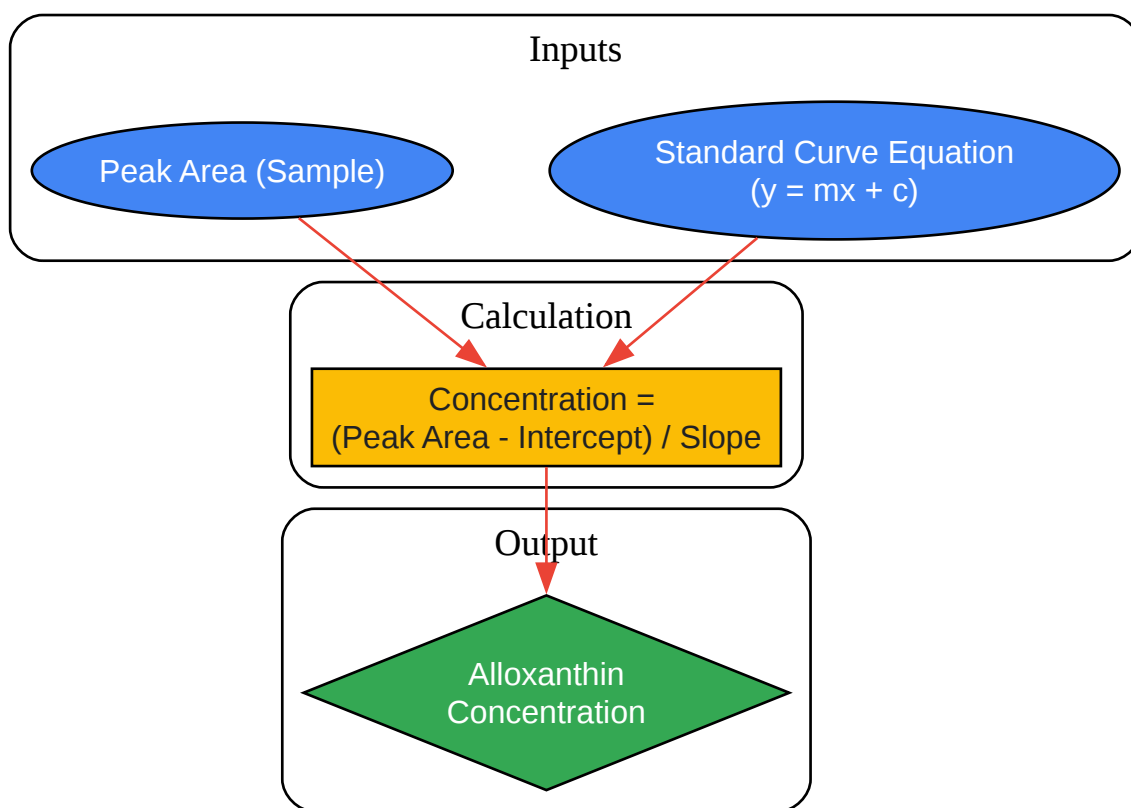 Inputs
Peak Area (Sample)
Standard Curve Equation
(y = mx + c)
Calculation
Concentration =
(Peak Area - Intercept) / Slope
Output
Alloxanthin
Concentration